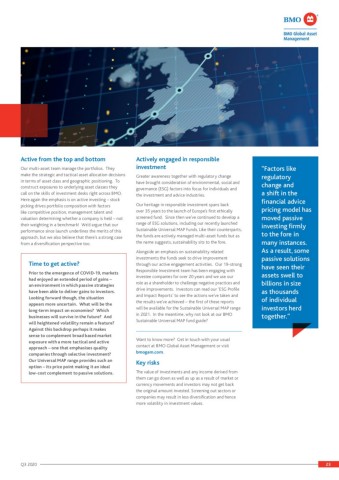 BMO
BMO Global Asset
Management
Active from the top and bottom
Our multi-asset team manage the portfolios. They
make the strategic and tactical asset allocation decisions
in terms of asset class and geographic positioning. To
construct exposures to underlying asset classes they
call on the skills of investment desks right across BMO.
Here again the emphasis is on active investing – stock
picking drives portfolio composition with factors
like competitive position, management talent and
valuation determining whether a company is held – not
their weighting in a benchmark. We'd argue that our
performance since launch underlines the merits of this
approach, but we also believe that there's a strong case
from a diversification perspective too.
Time to get active?
Prior to the emergence of COVID-19, markets
had enjoyed an extended period of gains –
an environment in which passive strategies
have been able to deliver gains to investors.
Looking forward though, the situation
appears more uncertain. What will be the
long-term impact on economies? Which
businesses will survive in the future? And
will heightened volatility remain a feature?
Against this backdrop perhaps it makes
sense to complement broad based market
exposure with a more tactical and active
approach – one that emphasises quality
companies through selective investment?
Our Universal MAP range provides such an
option – its price point making it an ideal
low-cost complement to passive solutions.
Actively engaged in responsible
investment
Greater awareness together with regulatory change
have brought consideration of environmental, social and
governance (ESG) factors into focus for individuals and
the investment and advice industries.
Our heritage in responsible investment spans back
over 35 years to the launch of Europe's first ethically
screened fund. Since then we've continued to develop a
range of ESG solutions, including our recently launched
Sustainable Universal MAP Funds. Like their counterparts,
the funds are actively managed multi-asset funds but as
the name suggests, sustainability sits to the fore.
Alongside an emphasis on sustainability related
investments the funds seek to drive improvement
through our active engagement activities. Our 19-strong
Responsible Investment team has been engaging with
investee companies for over 20 years and we use our
role as a shareholder to challenge negative practices and
drive improvements. Investors can read our 'ESG Profile
and Impact Reports' to see the actions we've taken and
the results we've achieved – the first of these reports
will be available for the Sustainable Universal MAP range
in 2021. In the meantime, why not look at our BMO
Sustainable Universal MAP Fund guide?
Want to know more? Get in touch with your usual
contact at BMO Global Asset Management or visit
bmogam.com.
Key risks
The value of investments and any income derived from
them can go down as well as up as a result of market or
currency movements and investors may not get back
the original amount invested. Screening out sectors or
companies may result in less diversification and hence
more volatility in investment values.
"Factors like
regulatory
change and
a shift in the
financial advice
pricing model has
moved passive
investing firmly
to the fore in
many instances.
As a result, some
passive solutions
have seen their
assets swell to
billions in size
as thousands
of individual
investors herd
together."
Q3 2020
23